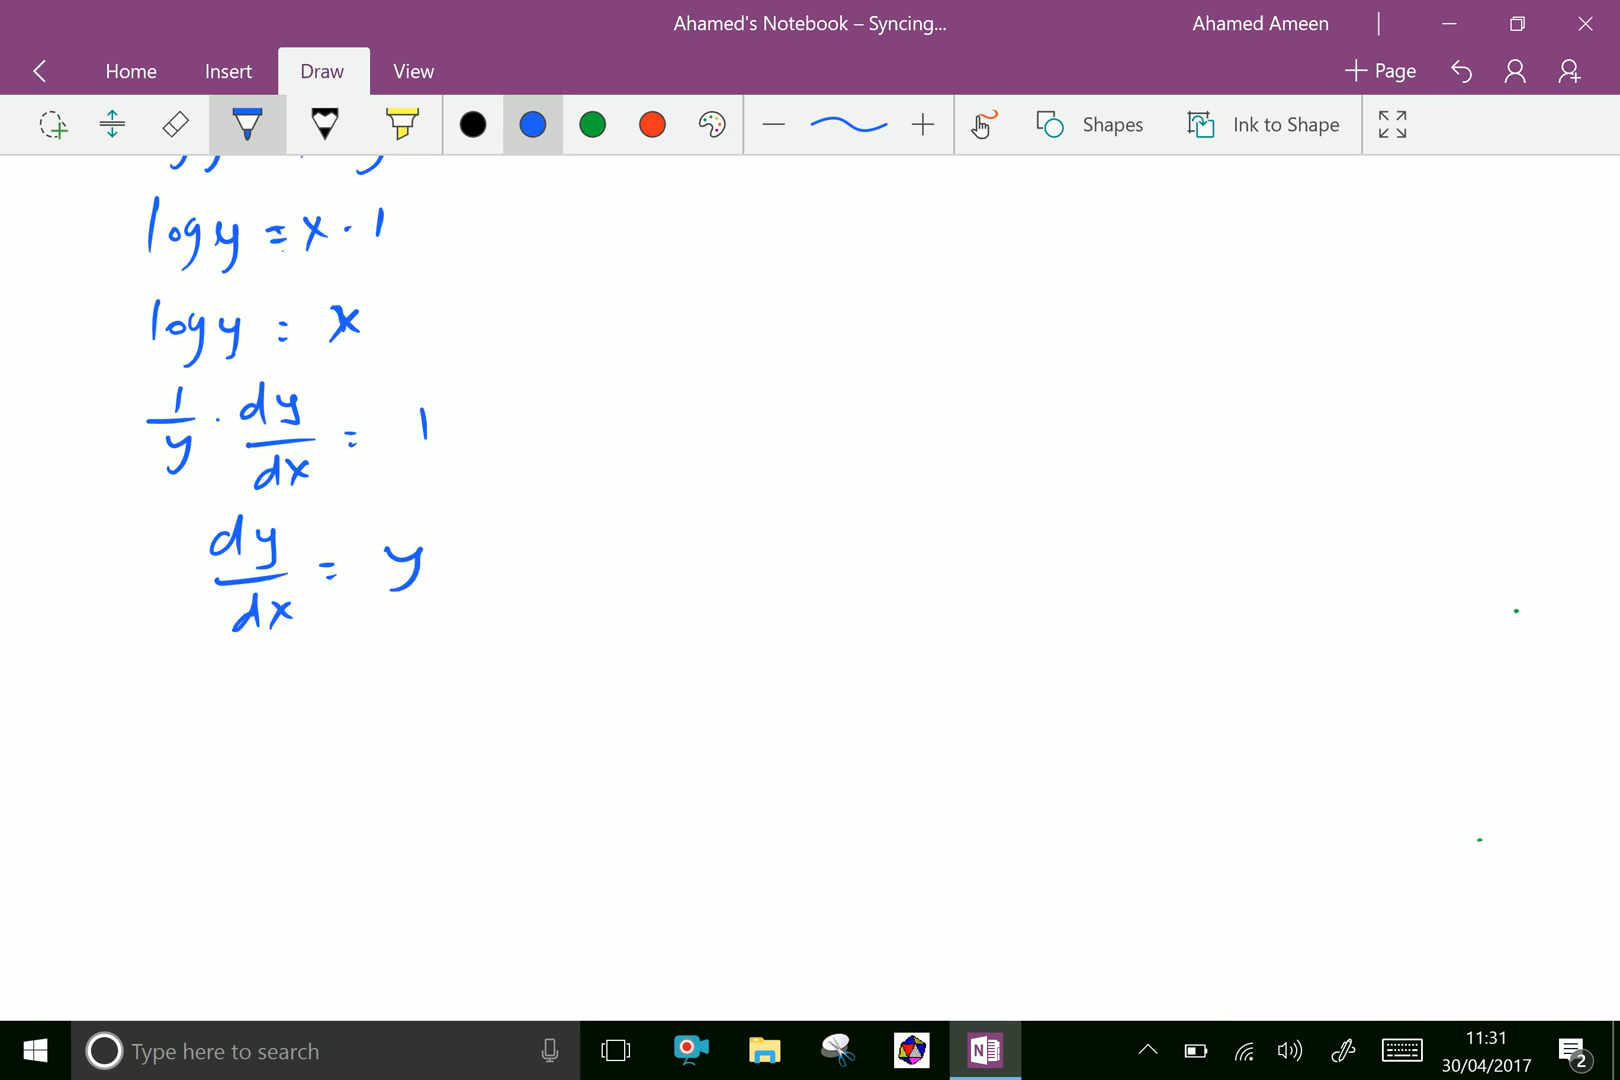 Ahamed's Notebook – Syncing... Ahamed Ameen
Home Insert Draw View Page
Shapes Ink to Shape
log y = x · 1
log y = x
1/y · dy/dx = 1
dy/dx = y
Type here to search
N
11:31
30/04/2017
2